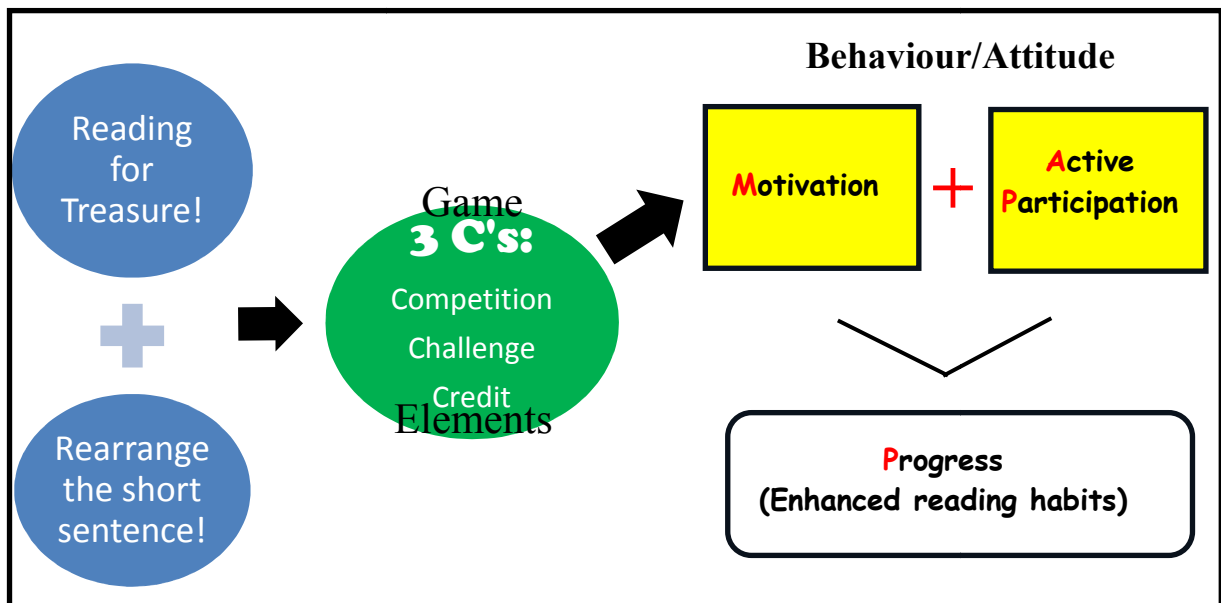 Reading
for
Treasure!
+
Rearrange
the short
sentence!
Game
3 C's:
Competition
Challenge
Credit
Elements
Behaviour/Attitude
Motivation
+
Active
Participation
Progress
(Enhanced reading habits)